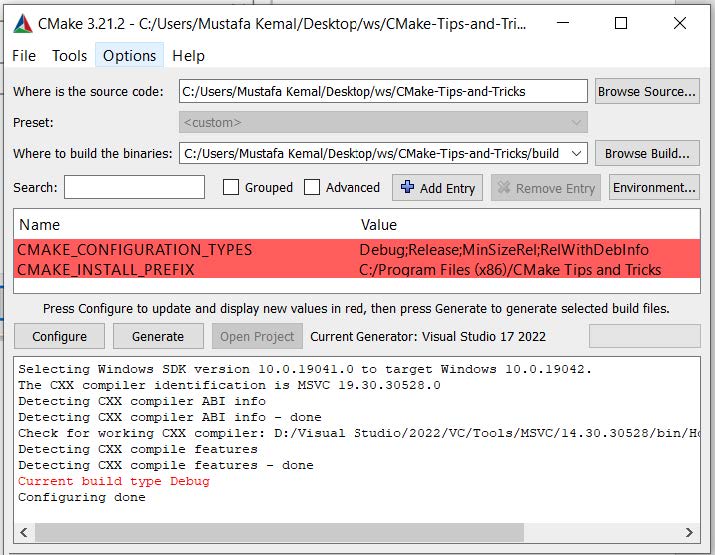 CMake 3.21.2 - C:/Users/Mustafa Kemal/Desktop/ws/CMake-Tips-and-Tri...
File Tools Options Help
Where is the source code: C:/Users/Mustafa Kemal/Desktop/ws/CMake-Tips-and-Tricks Browse Source...
Preset: <custom>
Where to build the binaries: C:/Users/Mustafa Kemal/Desktop/ws/CMake-Tips-and-Tricks/build Browse Build...
Search: Grouped Advanced Add Entry Remove Entry Environment...
Name Value
CMAKE_CONFIGURATION_TYPES Debug;Release;MinSizeRel;RelWithDebInfo
CMAKE_INSTALL_PREFIX C:/Program Files (x86)/CMake Tips and Tricks
Press Configure to update and display new values in red, then press Generate to generate selected build files.
Configure Generate Open Project Current Generator: Visual Studio 17 2022
Selecting Windows SDK version 10.0.19041.0 to target Windows 10.0.19042.
The CXX compiler identification is MSVC 19.30.30528.0
Detecting CXX compiler ABI info
Detecting CXX compiler ABI info - done
Check for working CXX compiler: D:/Visual Studio/2022/VC/Tools/MSVC/14.30.30528/bin/Ho
Detecting CXX compile features
Detecting CXX compile features - done
Current build type Debug
Configuring done